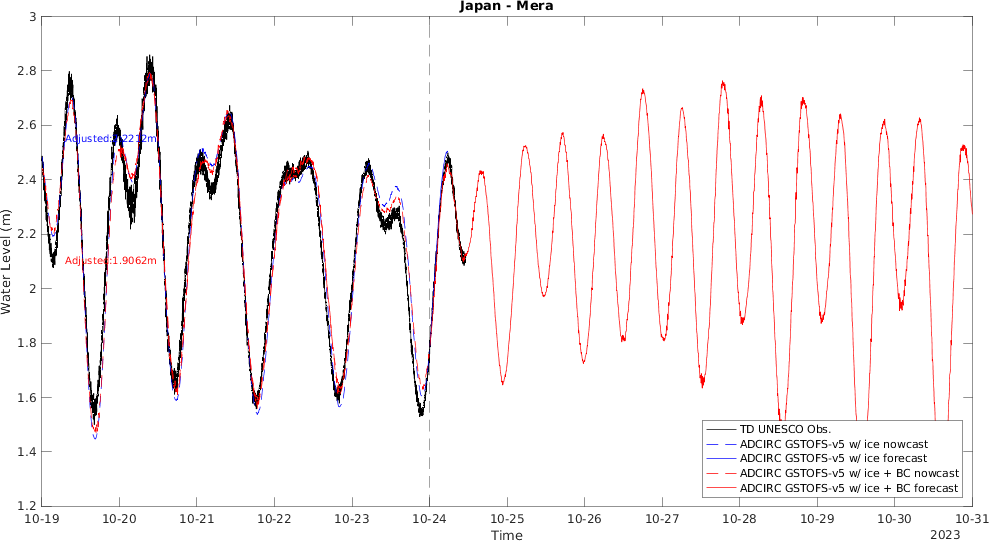 Japan - Mera
3
2.8
2.6
2.4
2.2
2
1.8
1.6
1.4
1.2
Water Level (m)
Adjusted:1.9062m
TD UNESCO Obs.
ADCIRC GSTOFS-v5 w/ ice nowcast
ADCIRC GSTOFS-v5 w/ ice forecast
ADCIRC GSTOFS-v5 w/ ice + BC nowcast
ADCIRC GSTOFS-v5 w/ ice + BC forecast
10-19 10-20 10-21 10-22 10-23 10-24 10-25 10-26 10-27 10-28 10-29 10-30 10-31
Time
2023